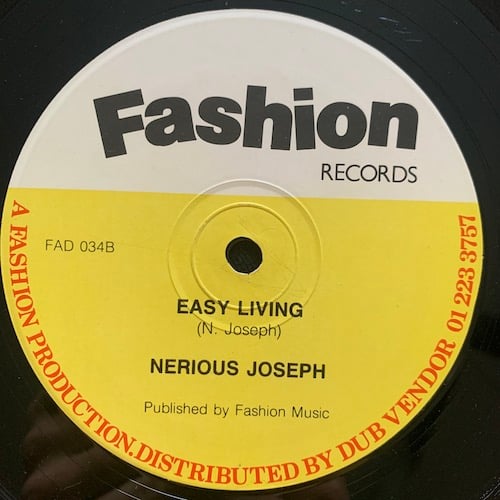 Fashion
RECORDS
FAD 034B
EASY LIVING
(N. Joseph)
NERIOUS JOSEPH
Published by Fashion Music
A FASHION PRODUCTION. DISTRIBUTED BY DUB VENDOR 01 223 3757